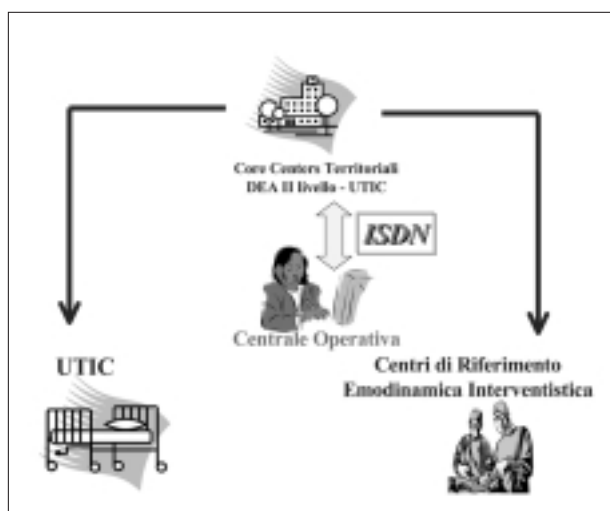 Core Centers Territoriali
DEA II livello - UTIC
ISDN
Centrale Operativa
UTIC
Centri di Riferimento
Emodinamica Interventistica